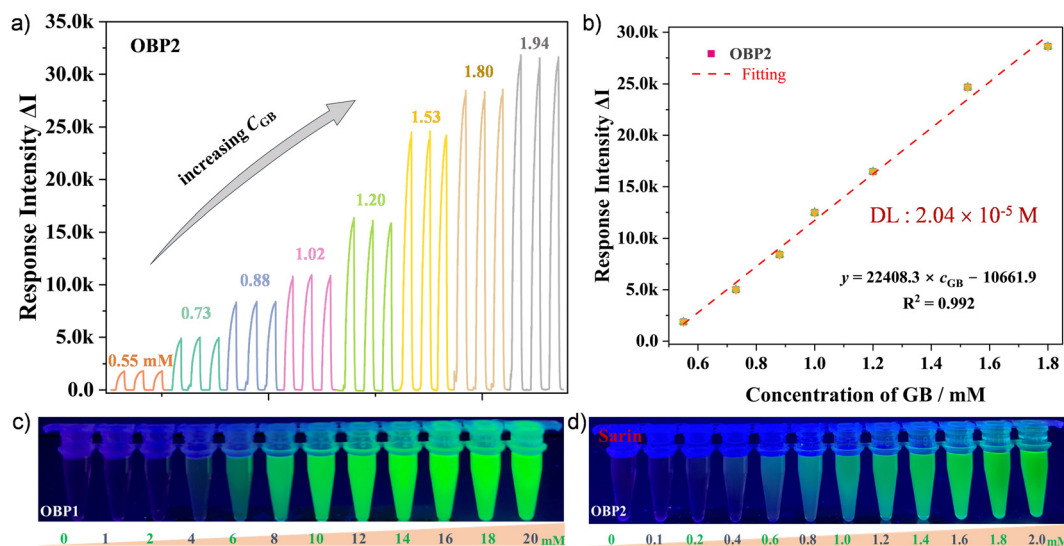 a)
OBP2
35.0k
30.0k
25.0k
20.0k
15.0k
10.0k
5.0k
0.0
Response Intensity ΔI
increasing C_GB
0.55 mM
0.73
0.88
1.02
1.20
1.53
1.80
1.94
b)
OBP2
Fitting
30.0k
25.0k
20.0k
15.0k
10.0k
5.0k
0.0
Response Intensity ΔI
DL : 2.04 × 10⁻⁵ M
y = 22408.3 × c_GB − 10661.9
R² = 0.992
0.6 0.8 1.0 1.2 1.4 1.6 1.8
Concentration of GB / mM
c)
OBP1
0 1 2 4 6 8 10 12 14 16 18 20 mM
d)
Sarin
OBP2
0 0.1 0.2 0.4 0.6 0.8 1.0 1.2 1.4 1.6 1.8 2.0 mM